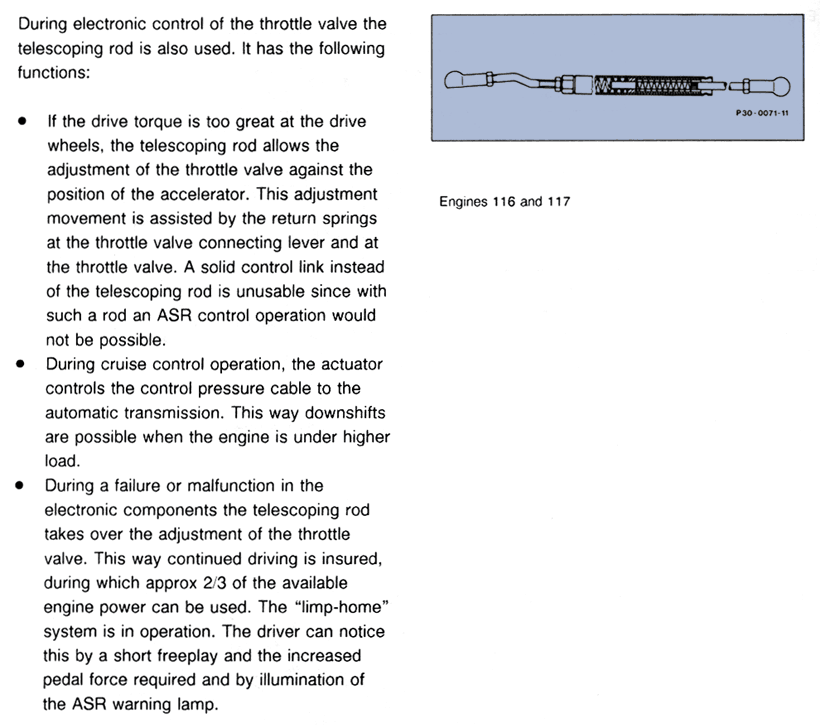 During electronic control of the throttle valve the
telescoping rod is also used. It has the following
functions:
● If the drive torque is too great at the drive
wheels, the telescoping rod allows the
adjustment of the throttle valve against the
position of the accelerator. This adjustment
movement is assisted by the return springs
at the throttle valve connecting lever and at
the throttle valve. A solid control link instead
of the telescoping rod is unusable since with
such a rod an ASR control operation would
not be possible.
● During cruise control operation, the actuator
controls the control pressure cable to the
automatic transmission. This way downshifts
are possible when the engine is under higher
load.
● During a failure or malfunction in the
electronic components the telescoping rod
takes over the adjustment of the throttle
valve. This way continued driving is insured,
during which approx 2/3 of the available
engine power can be used. The “limp-home”
system is in operation. The driver can notice
this by a short freeplay and the increased
pedal force required and by illumination of
the ASR warning lamp.
P30-0071-11
Engines 116 and 117